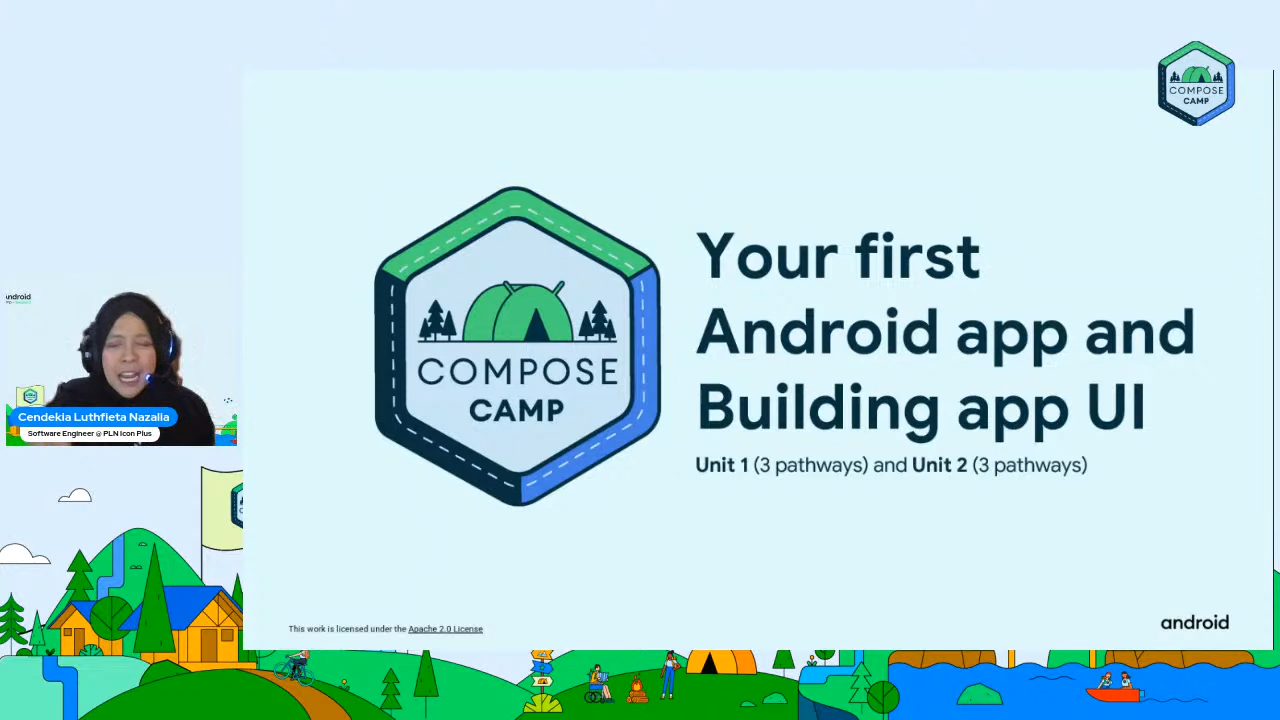 COMPOSE
CAMP
Your first
Android app and
Building app UI
Unit 1 (3 pathways) and Unit 2 (3 pathways)
COMPOSE
CAMP
ndroid
Cendekia Luthfieta Nazalia
Software Engineer @ PLN Icon Plus
This work is licensed under the Apache 2.0 License
android